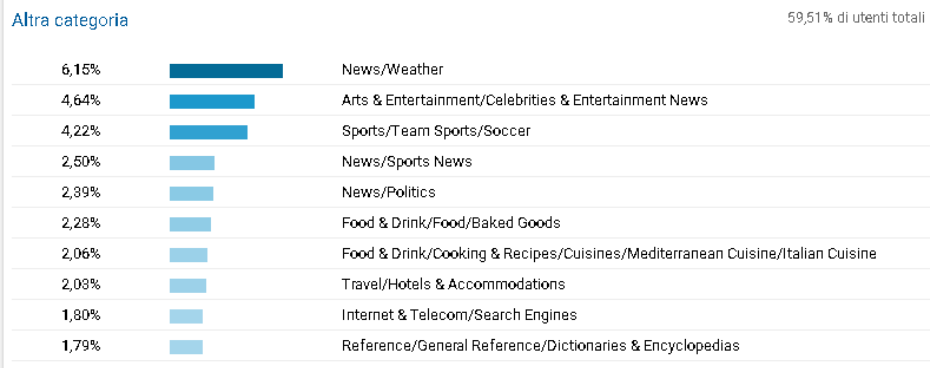 Altra categoria
59,51% di utenti totali
6,15% News/Weather
4,64% Arts & Entertainment/Celebrities & Entertainment News
4,22% Sports/Team Sports/Soccer
2,50% News/Sports News
2,39% News/Politics
2,28% Food & Drink/Food/Baked Goods
2,06% Food & Drink/Cooking & Recipes/Cuisines/Mediterranean Cuisine/Italian Cuisine
2,03% Travel/Hotels & Accommodations
1,80% Internet & Telecom/Search Engines
1,79% Reference/General Reference/Dictionaries & Encyclopedias